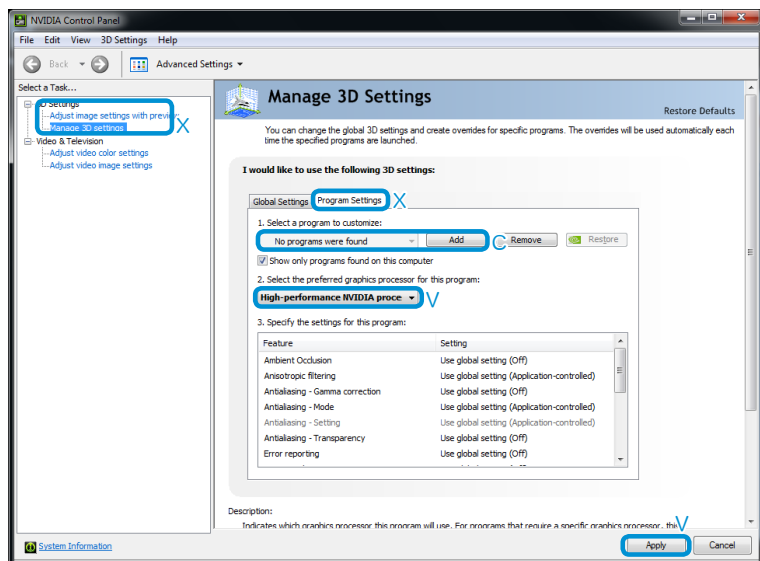 NVIDIA Control Panel
File Edit View 3D Settings Help
Back Advanced Settings
Select a Task...
3D Settings
Adjust image settings with preview
Manage 3D settings
X
Video & Television
Adjust video color settings
Adjust video image settings
Manage 3D Settings
Restore Defaults
You can change the global 3D settings and create overrides for specific programs. The overrides will be used automatically each
time the specified programs are launched.
I would like to use the following 3D settings:
Global Settings Program Settings X
1. Select a program to customize:
No programs were found Add C Remove Restore
Show only programs found on this computer
2. Select the preferred graphics processor for this program:
High-performance NVIDIA proce V
3. Specify the settings for this program:
Feature Setting
Ambient Occlusion Use global setting (Off)
Anisotropic filtering Use global setting (Application-controlled)
Antialiasing - Gamma correction Use global setting (Off)
Antialiasing - Mode Use global setting (Application-controlled)
Antialiasing - Setting Use global setting (Application-controlled)
Antialiasing - Transparency Use global setting (Off)
Error reporting Use global setting (Off)
Description:
Indicates which graphics processor this program will use. For programs that require a specific graphics processor,
V
System Information Apply Cancel